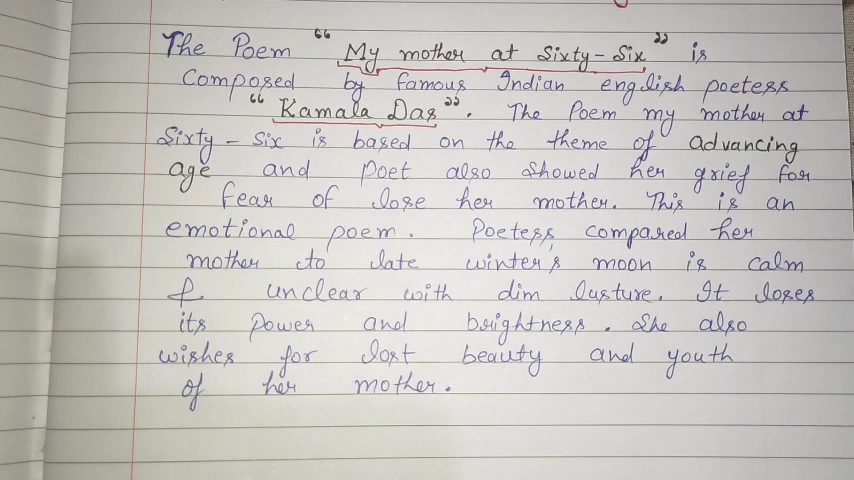 The Poem “ My mother at Sixty-Six ” is
Composed by famous Indian english poetess
“ Kamala Das ”. The Poem my mother at
Sixty - Six is based on the theme of advancing
age and Poet also showed her grief for
fear of lose her mother. This is an
emotional poem. Poetess compared her
mother to late winter's moon is calm
& unclear with dim lusture. It loses
its power and brightness. She also
wishes for lost beauty and youth
of her mother.